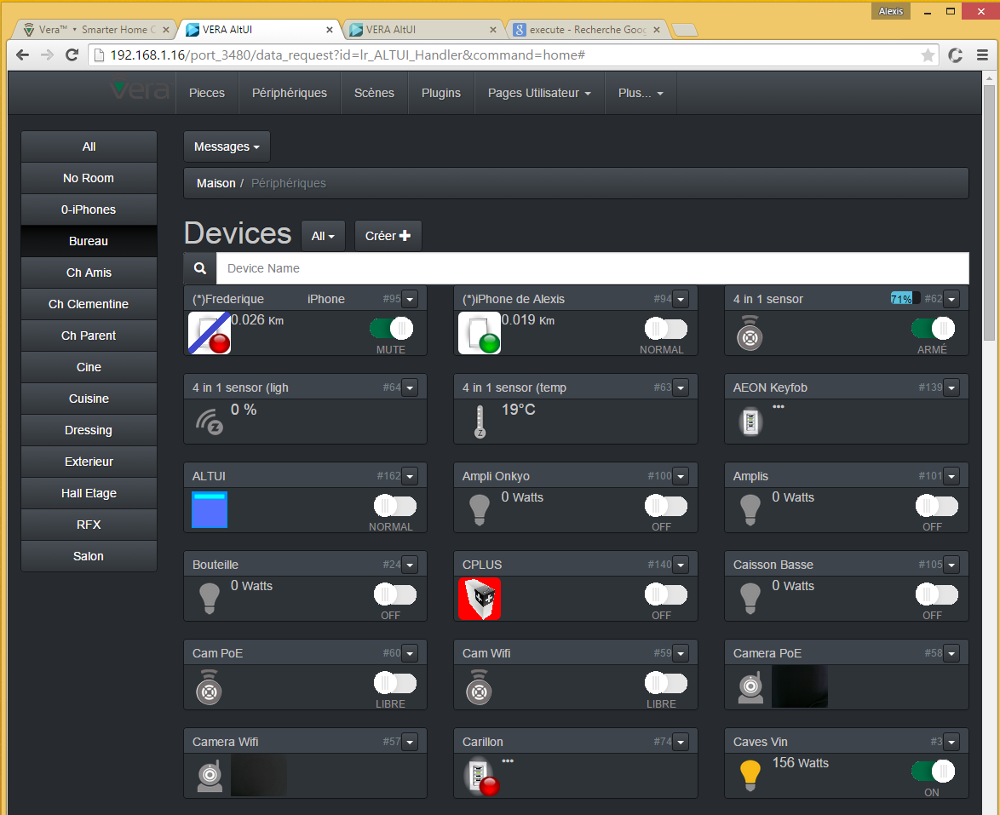 Alexis
Vera™ • Smarter Home C
VERA AltUI
VERA AltUI
execute - Recherche Goog
192.168.1.16/port_3480/data_request?id=lr_ALTUI_Handler&command=home#
vera
Pieces
Périphériques
Scènes
Plugins
Pages Utilisateur
Plus...
All
No Room
0-iPhones
Bureau
Ch Amis
Ch Clementine
Ch Parent
Cine
Cuisine
Dressing
Exterieur
Hall Etage
RFX
Salon
Messages
Maison / Périphériques
Devices
All
Créer
Device Name
(*)Frederique iPhone #95
0.026 Km
MUTE
(*)iPhone de Alexis #94
0.019 Km
NORMAL
4 in 1 sensor 71% #62
ARMÉ
4 in 1 sensor (ligh #64
0 %
4 in 1 sensor (temp #63
19°C
AEON Keyfob #139
•••
ALTUI #162
NORMAL
Ampli Onkyo #100
0 Watts
OFF
Amplis #101
0 Watts
OFF
Bouteille #24
0 Watts
OFF
CPLUS #140
OFF
Caisson Basse #105
0 Watts
OFF
Cam PoE #60
LIBRE
Cam Wifi #59
LIBRE
Camera PoE #58
Camera Wifi #57
Carillon #74
•••
Caves Vin #3
156 Watts
ON